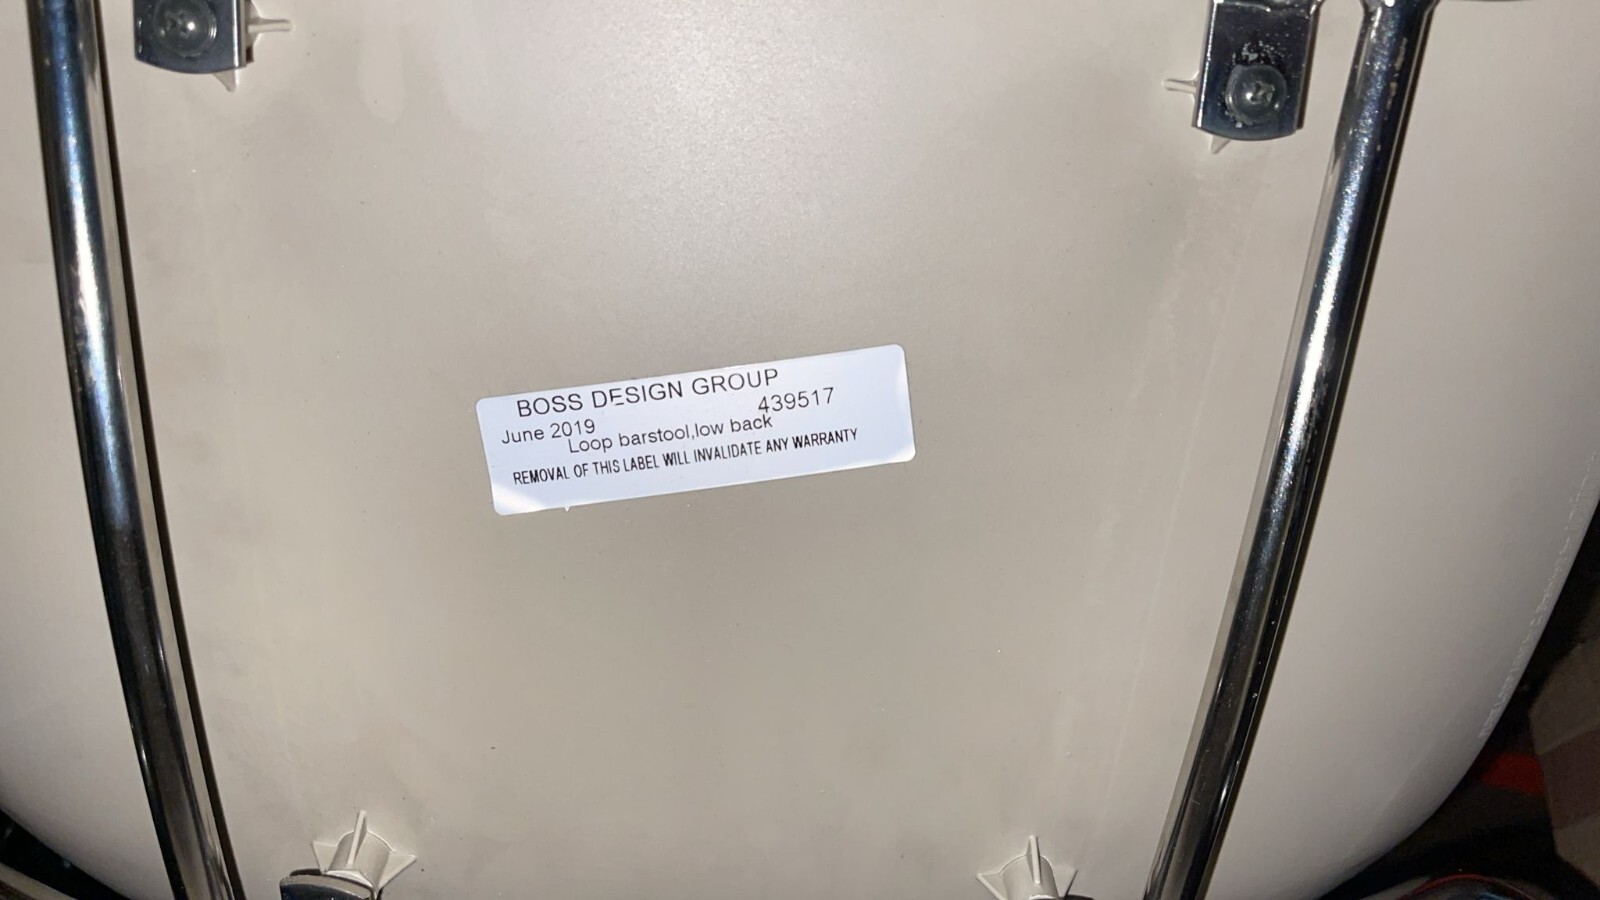 BOSS DESIGN GROUP
June 2019 439517
Loop barstool,low back
REMOVAL OF THIS LABEL WILL INVALIDATE ANY WARRANTY